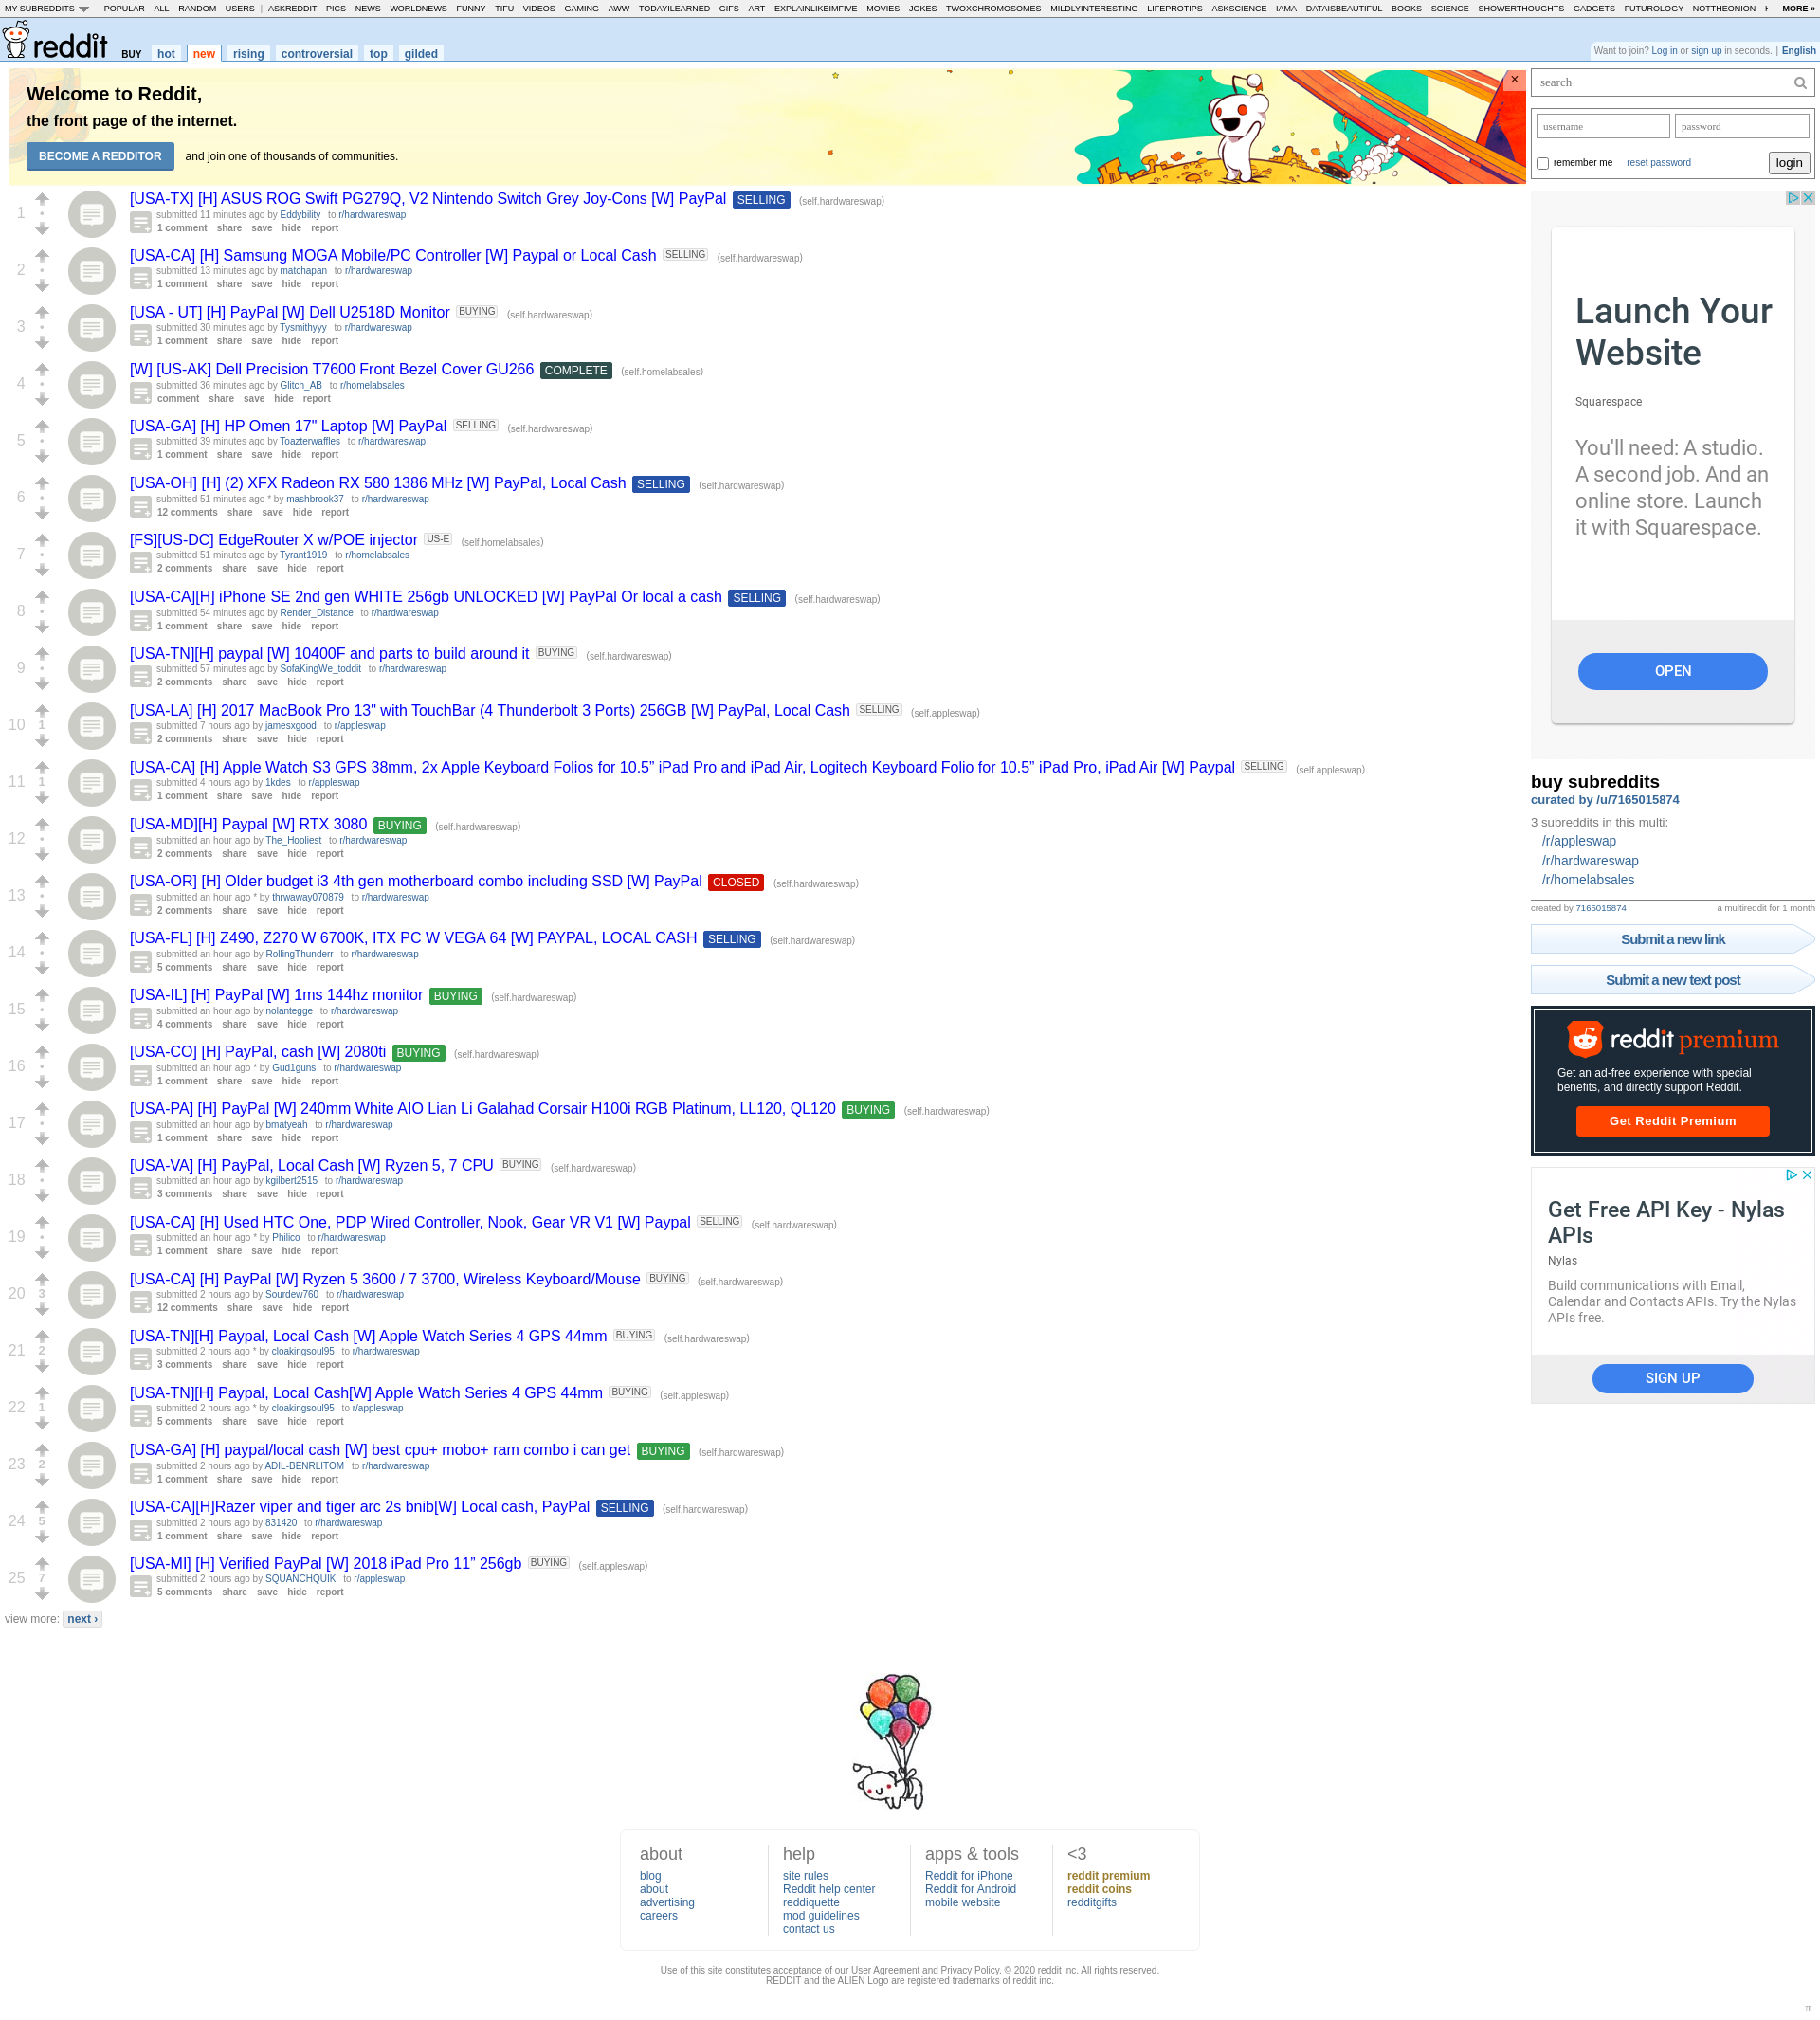 MY SUBREDDITS POPULAR - ALL - RANDOM - USERS | ASKREDDIT - PICS - NEWS - WORLDNEWS - FUNNY - TIFU - VIDEOS - GAMING - AWW - TODAYILEARNED - GIFS - ART - EXPLAINLIKEIMFIVE - MOVIES - JOKES - TWOXCHROMOSOMES - MILDLYINTERESTING - LIFEPROTIPS - ASKSCIENCE - IAMA - DATAISBEAUTIFUL - BOOKS - SCIENCE - SHOWERTHOUGHTS - GADGETS - FUTUROLOGY - NOTTHEONION - MORE »
reddit BUY hot new rising controversial top gilded
Want to join? Log in or sign up in seconds. | English
Welcome to Reddit,
the front page of the internet.
BECOME A REDDITOR and join one of thousands of communities.
×
1
[USA-TX] [H] ASUS ROG Swift PG279Q, V2 Nintendo Switch Grey Joy-Cons [W] PayPal SELLING (self.hardwareswap)
submitted 11 minutes ago by Eddybility to r/hardwareswap
1 comment share save hide report
2
[USA-CA] [H] Samsung MOGA Mobile/PC Controller [W] Paypal or Local Cash SELLING (self.hardwareswap)
submitted 13 minutes ago by matchapan to r/hardwareswap
1 comment share save hide report
3
[USA - UT] [H] PayPal [W] Dell U2518D Monitor BUYING (self.hardwareswap)
submitted 30 minutes ago by Tysmithyyy to r/hardwareswap
1 comment share save hide report
4
[W] [US-AK] Dell Precision T7600 Front Bezel Cover GU266 COMPLETE (self.homelabsales)
submitted 36 minutes ago by Glitch_AB to r/homelabsales
comment share save hide report
5
[USA-GA] [H] HP Omen 17" Laptop [W] PayPal SELLING (self.hardwareswap)
submitted 39 minutes ago by Toazterwaffles to r/hardwareswap
1 comment share save hide report
6
[USA-OH] [H] (2) XFX Radeon RX 580 1386 MHz [W] PayPal, Local Cash SELLING (self.hardwareswap)
submitted 51 minutes ago * by mashbrook37 to r/hardwareswap
12 comments share save hide report
7
[FS][US-DC] EdgeRouter X w/POE injector US-E (self.homelabsales)
submitted 51 minutes ago by Tyrant1919 to r/homelabsales
2 comments share save hide report
8
[USA-CA][H] iPhone SE 2nd gen WHITE 256gb UNLOCKED [W] PayPal Or local a cash SELLING (self.hardwareswap)
submitted 54 minutes ago by Render_Distance to r/hardwareswap
1 comment share save hide report
9
[USA-TN][H] paypal [W] 10400F and parts to build around it BUYING (self.hardwareswap)
submitted 57 minutes ago by SofaKingWe_toddit to r/hardwareswap
2 comments share save hide report
10 1
[USA-LA] [H] 2017 MacBook Pro 13" with TouchBar (4 Thunderbolt 3 Ports) 256GB [W] PayPal, Local Cash SELLING (self.appleswap)
submitted 7 hours ago by jamesxgood to r/appleswap
2 comments share save hide report
11 1
[USA-CA] [H] Apple Watch S3 GPS 38mm, 2x Apple Keyboard Folios for 10.5” iPad Pro and iPad Air, Logitech Keyboard Folio for 10.5” iPad Pro, iPad Air [W] Paypal SELLING (self.appleswap)
submitted 4 hours ago by 1kdes to r/appleswap
1 comment share save hide report
12
[USA-MD][H] Paypal [W] RTX 3080 BUYING (self.hardwareswap)
submitted an hour ago by The_Hooliest to r/hardwareswap
2 comments share save hide report
13
[USA-OR] [H] Older budget i3 4th gen motherboard combo including SSD [W] PayPal CLOSED (self.hardwareswap)
submitted an hour ago * by thrwaway070879 to r/hardwareswap
2 comments share save hide report
14
[USA-FL] [H] Z490, Z270 W 6700K, ITX PC W VEGA 64 [W] PAYPAL, LOCAL CASH SELLING (self.hardwareswap)
submitted an hour ago by RollingThunderr to r/hardwareswap
5 comments share save hide report
15
[USA-IL] [H] PayPal [W] 1ms 144hz monitor BUYING (self.hardwareswap)
submitted an hour ago by nolantegge to r/hardwareswap
4 comments share save hide report
16
[USA-CO] [H] PayPal, cash [W] 2080ti BUYING (self.hardwareswap)
submitted an hour ago * by Gud1guns to r/hardwareswap
1 comment share save hide report
17
[USA-PA] [H] PayPal [W] 240mm White AIO Lian Li Galahad Corsair H100i RGB Platinum, LL120, QL120 BUYING (self.hardwareswap)
submitted an hour ago by bmatyeah to r/hardwareswap
1 comment share save hide report
18
[USA-VA] [H] PayPal, Local Cash [W] Ryzen 5, 7 CPU BUYING (self.hardwareswap)
submitted an hour ago by kgilbert2515 to r/hardwareswap
3 comments share save hide report
19
[USA-CA] [H] Used HTC One, PDP Wired Controller, Nook, Gear VR V1 [W] Paypal SELLING (self.hardwareswap)
submitted an hour ago * by Philico to r/hardwareswap
1 comment share save hide report
20 3
[USA-CA] [H] PayPal [W] Ryzen 5 3600 / 7 3700, Wireless Keyboard/Mouse BUYING (self.hardwareswap)
submitted 2 hours ago by Sourdew760 to r/hardwareswap
12 comments share save hide report
21 2
[USA-TN][H] Paypal, Local Cash [W] Apple Watch Series 4 GPS 44mm BUYING (self.hardwareswap)
submitted 2 hours ago * by cloakingsoul95 to r/hardwareswap
3 comments share save hide report
22 1
[USA-TN][H] Paypal, Local Cash[W] Apple Watch Series 4 GPS 44mm BUYING (self.appleswap)
submitted 2 hours ago * by cloakingsoul95 to r/appleswap
5 comments share save hide report
23 2
[USA-GA] [H] paypal/local cash [W] best cpu+ mobo+ ram combo i can get BUYING (self.hardwareswap)
submitted 2 hours ago by ADIL-BENRLITOM to r/hardwareswap
1 comment share save hide report
24 5
[USA-CA][H]Razer viper and tiger arc 2s bnib[W] Local cash, PayPal SELLING (self.hardwareswap)
submitted 2 hours ago by 831420 to r/hardwareswap
1 comment share save hide report
25 7
[USA-MI] [H] Verified PayPal [W] 2018 iPad Pro 11” 256gb BUYING (self.appleswap)
submitted 2 hours ago by SQUANCHQUIK to r/appleswap
5 comments share save hide report
view more: next ›
search
username password
remember me reset password login
Launch Your
Website
Squarespace
You'll need: A studio.
A second job. And an
online store. Launch
it with Squarespace.
OPEN
buy subreddits
curated by /u/7165015874
3 subreddits in this multi:
/r/appleswap
/r/hardwareswap
/r/homelabsales
created by 7165015874 a multireddit for 1 month
Submit a new link
Submit a new text post
reddit premium
Get an ad-free experience with special
benefits, and directly support Reddit.
Get Reddit Premium
Get Free API Key - Nylas
APIs
Nylas
Build communications with Email,
Calendar and Contacts APIs. Try the Nylas
APIs free.
SIGN UP
about
blog
about
advertising
careers
help
site rules
Reddit help center
reddiquette
mod guidelines
contact us
apps & tools
Reddit for iPhone
Reddit for Android
mobile website
<3
reddit premium
reddit coins
redditgifts
Use of this site constitutes acceptance of our User Agreement and Privacy Policy. © 2020 reddit inc. All rights reserved.
REDDIT and the ALIEN Logo are registered trademarks of reddit inc.
π